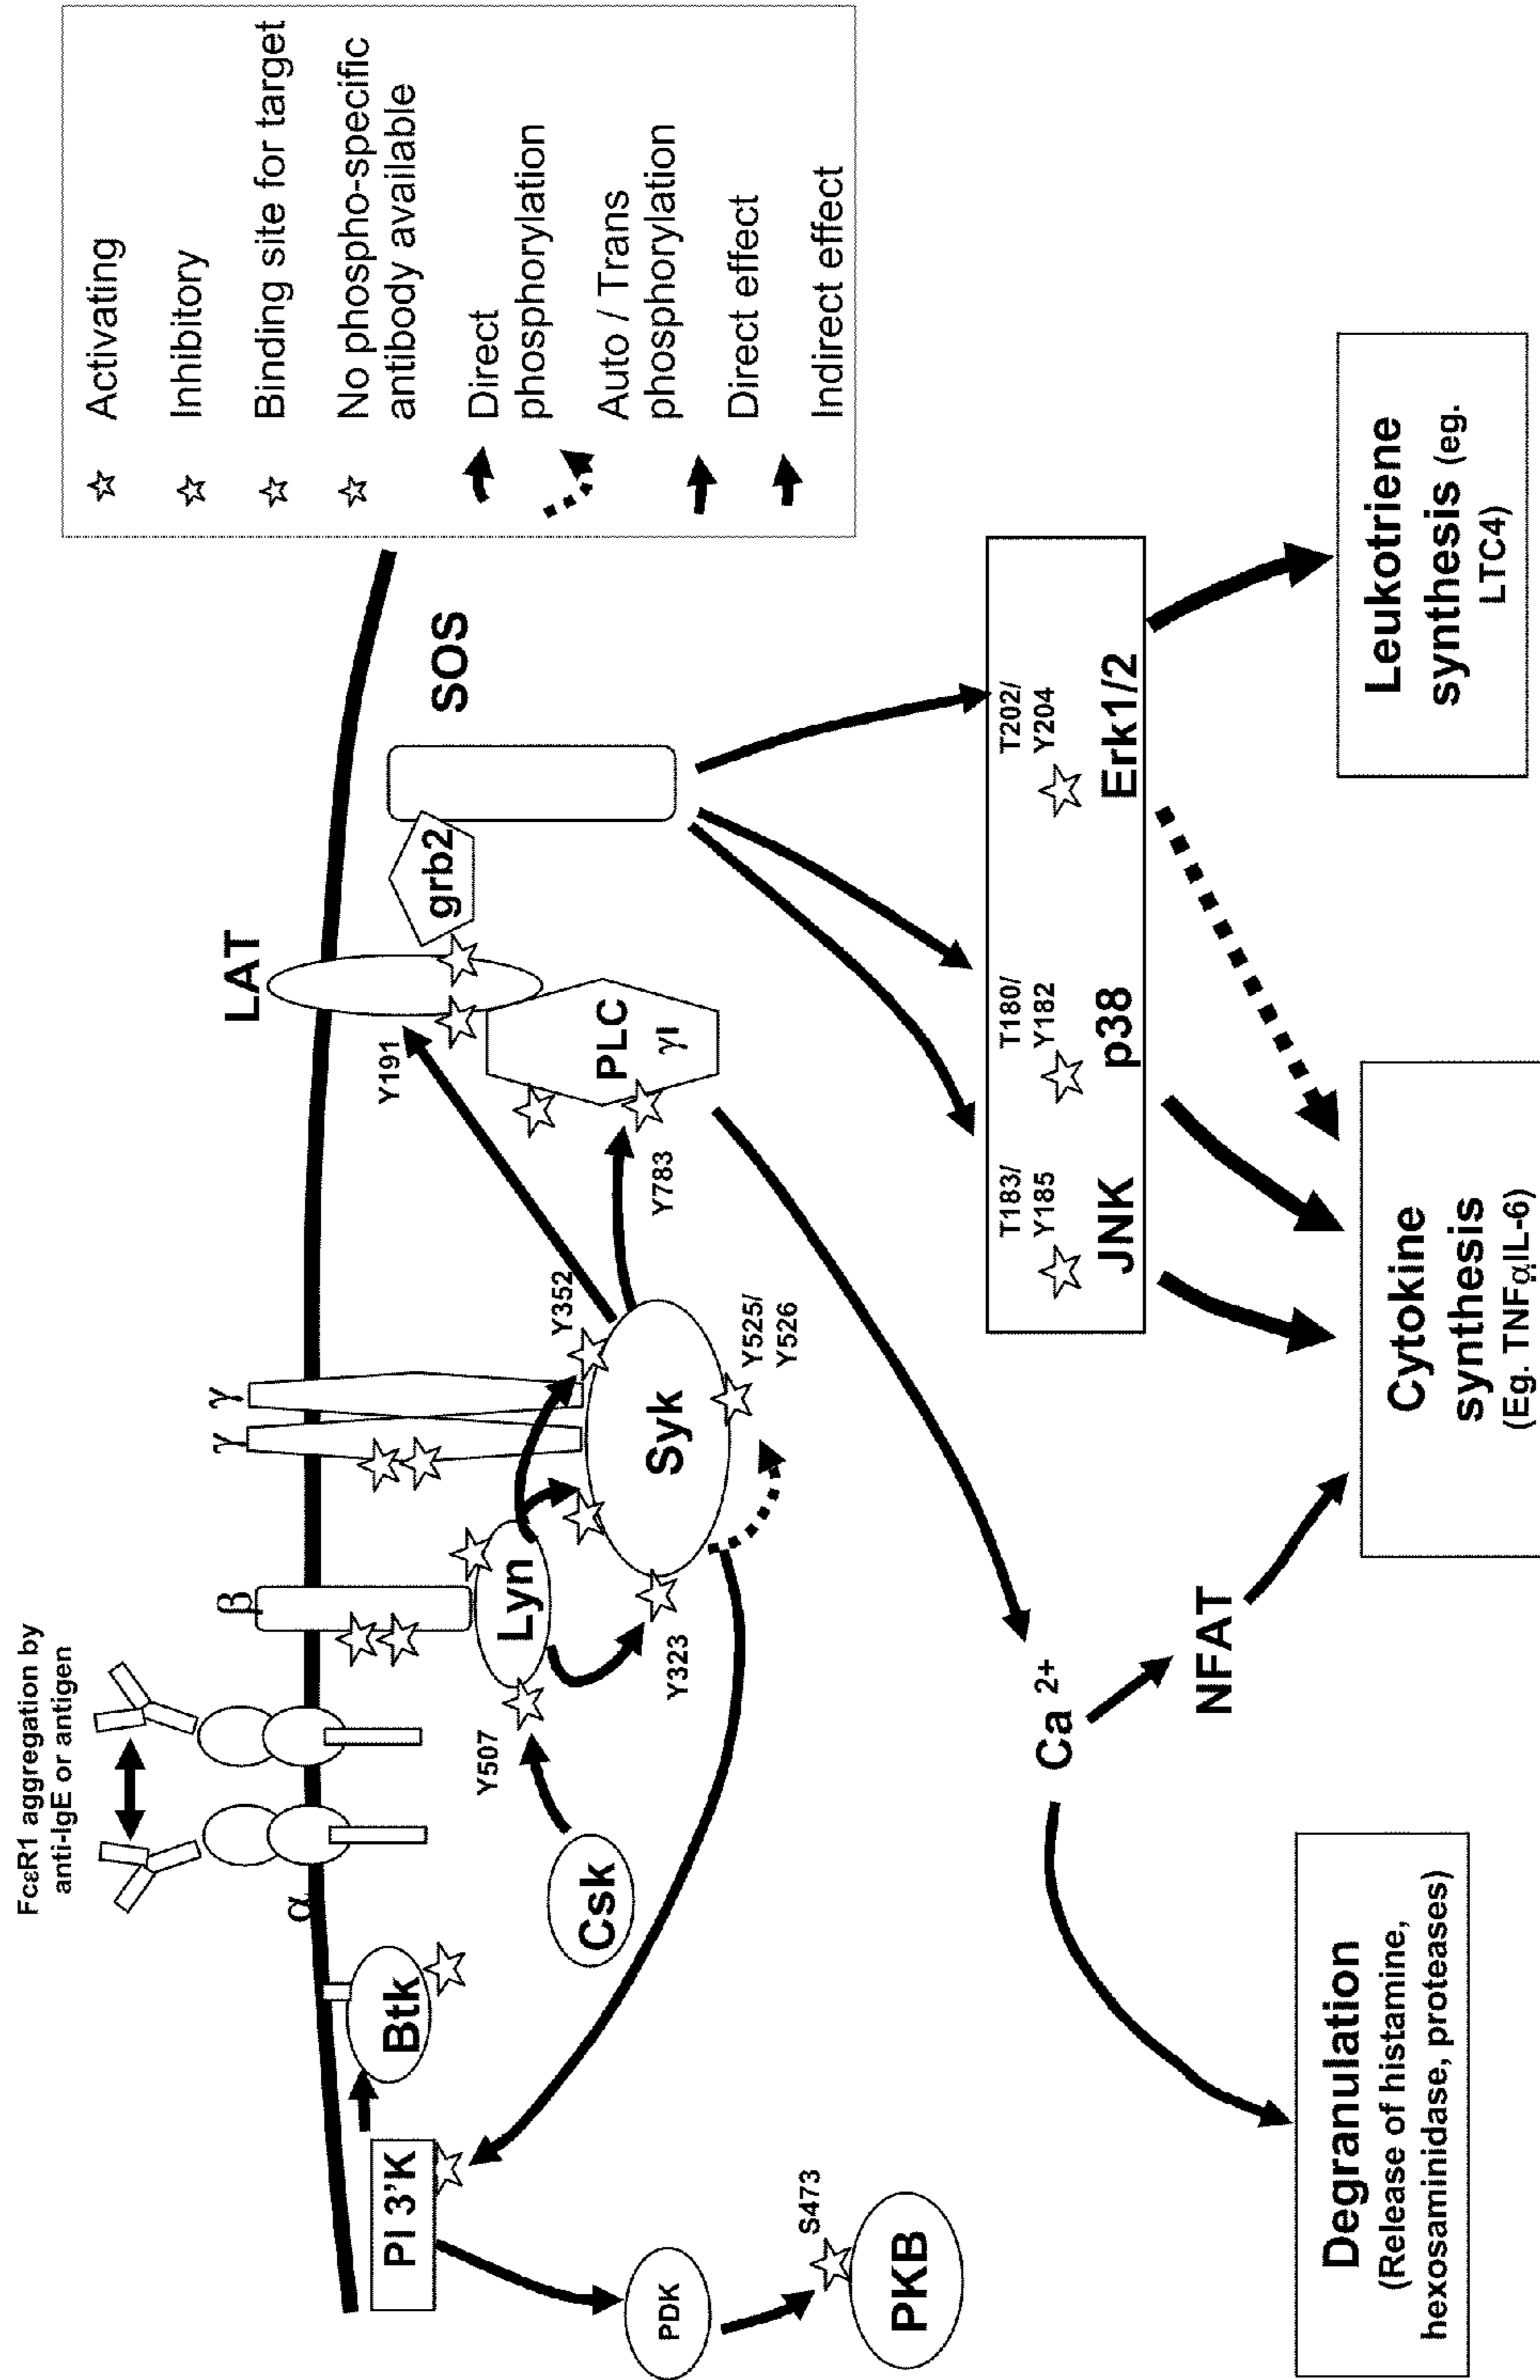 FcεR1 aggregation by
anti-IgE or antigen
α
β
γ
γ
LAT
PI 3'K
Btk
Csk
Y507
Lyn
Y323
Syk
Y352
Y525/
Y526
Y191
Y783
PLC
γI
grb2
SOS
PDK
S473
PKB
Ca 2+
NFAT
T183/
Y185
JNK
T180/
Y182
p38
T202/
Y204
Erk1/2
Degranulation
(Release of histamine,
hexosaminidase, proteases)
Cytokine
synthesis
(Eg. TNFα IL-6)
Leukotriene
synthesis (eg.
LTC4)
Activating
Inhibitory
Binding site for target
No phospho-specific
antibody available
Direct
phosphorylation
Auto / Trans
phosphorylation
Direct effect
Indirect effect